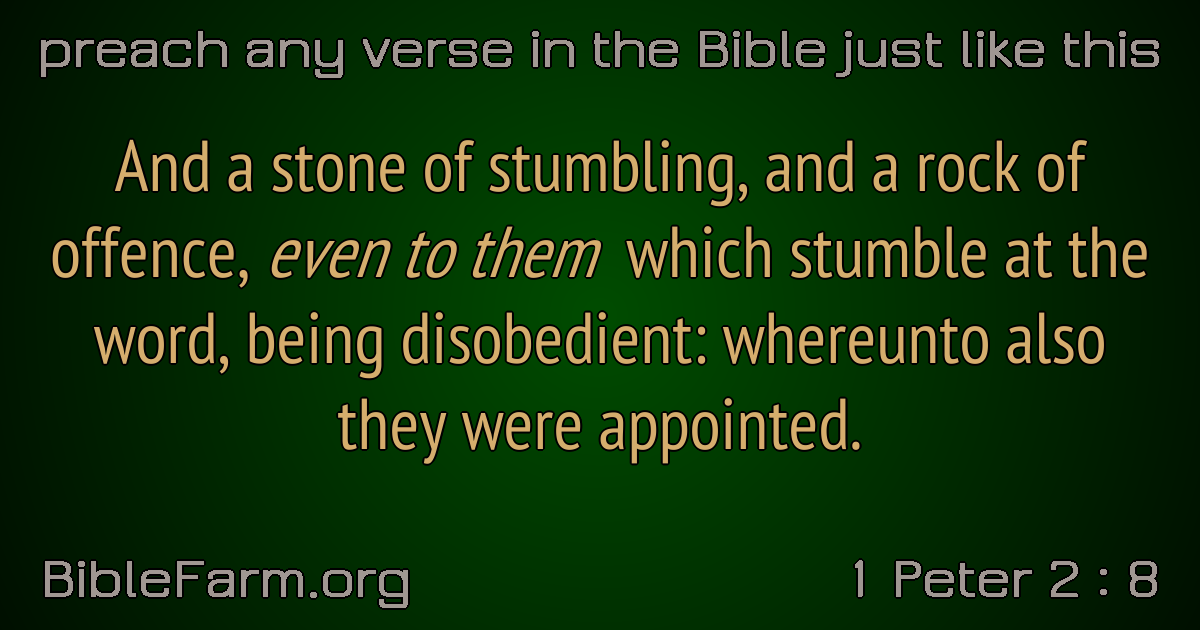 preach any verse in the Bible just like this
And a stone of stumbling, and a rock of
offence, even to them which stumble at the
word, being disobedient: whereunto also
they were appointed.
BibleFarm.org
1 Peter 2 : 8